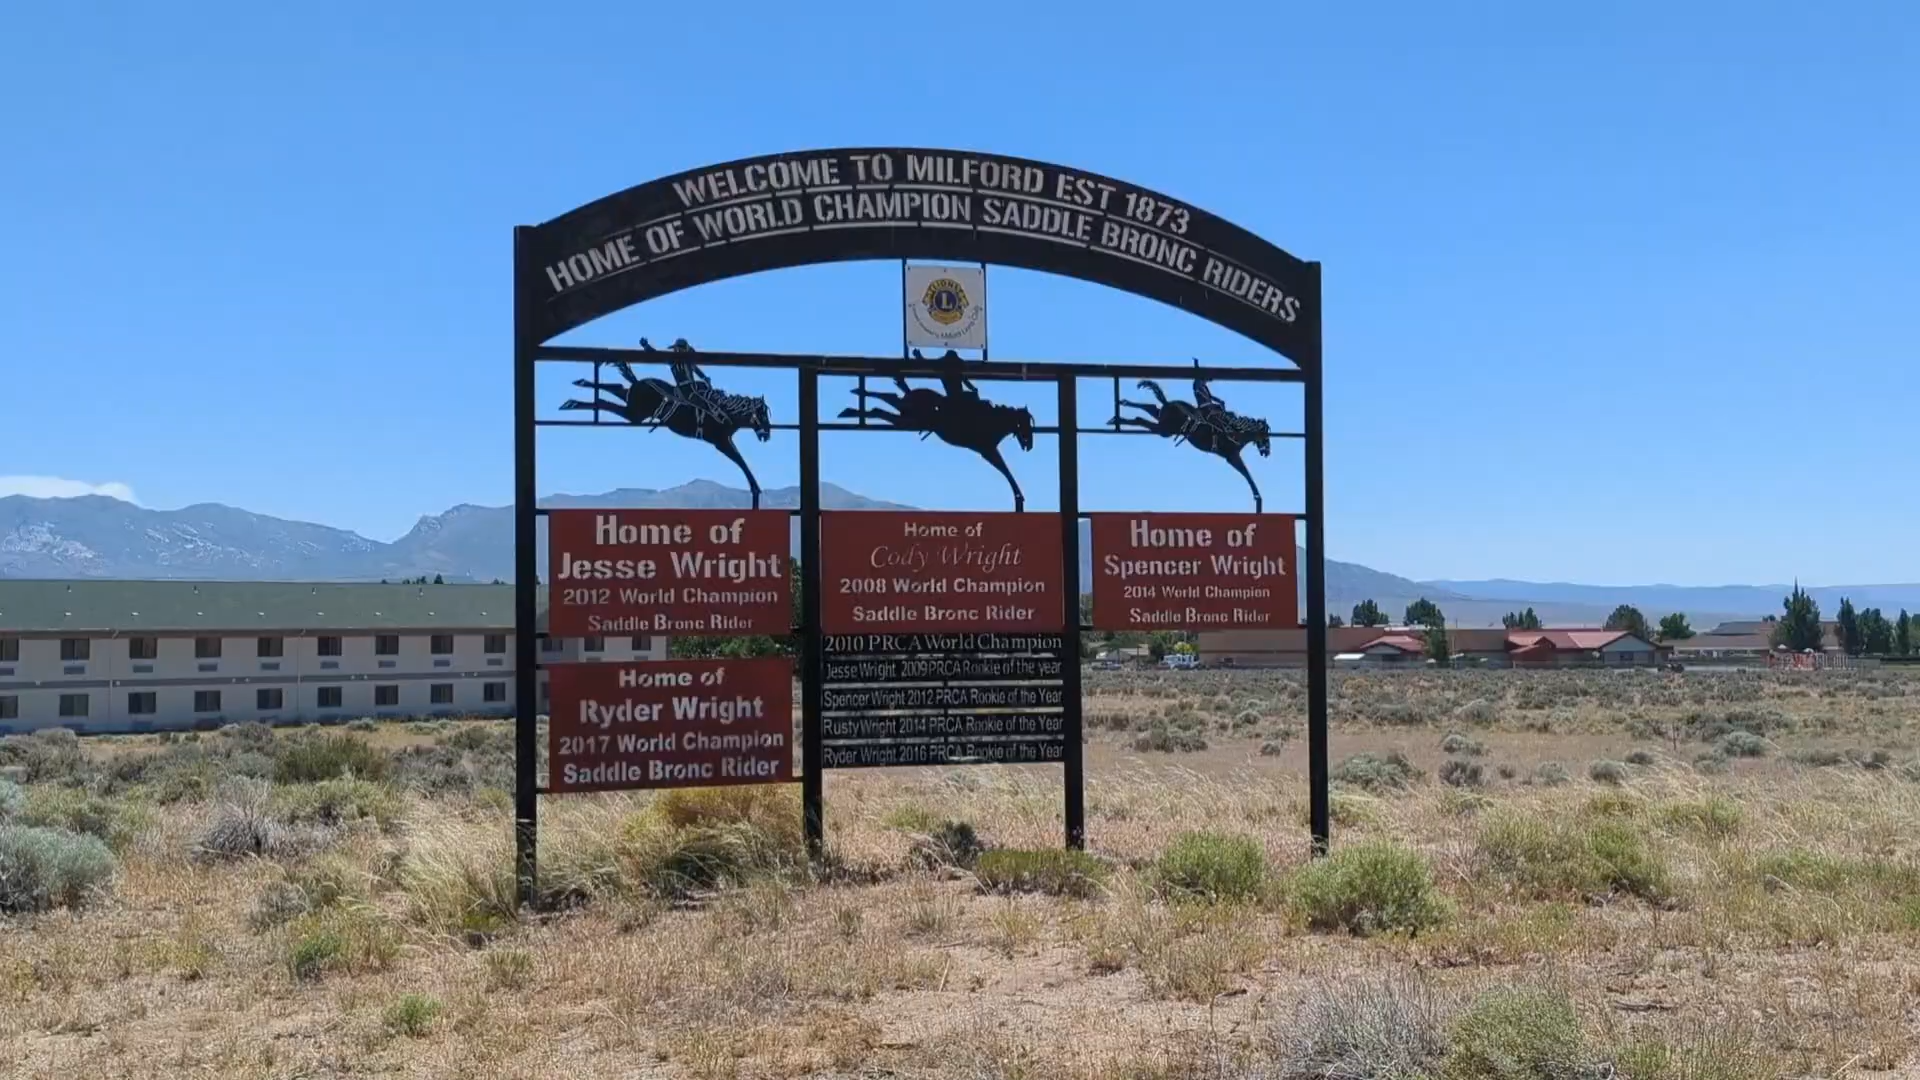 WELCOME TO MILFORD EST 1873
HOME OF WORLD CHAMPION SADDLE BRONC RIDERS
LIONS
L
Home of
Jesse Wright
2012 World Champion
Saddle Bronc Rider
Home of
Cody Wright
2008 World Champion
Saddle Bronc Rider
2010 PRCA World Champion
Jesse Wright 2009 PRCA Rookie of the year
Spencer Wright 2012 PRCA Rookie of the Year
Rusty Wright 2014 PRCA Rookie of the Year
Ryder Wright 2016 PRCA Rookie of the Year
Home of
Spencer Wright
2014 World Champion
Saddle Bronc Rider
Home of
Ryder Wright
2017 World Champion
Saddle Bronc Rider